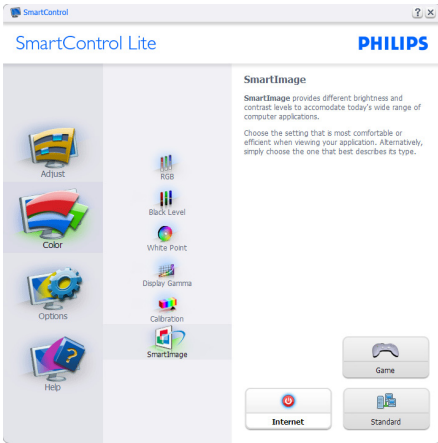 SmartControl
? X
SmartControl Lite
PHILIPS
Adjust
Color
Options
Help
RGB
Black Level
White Point
Display Gamma
Calibration
SmartImage
SmartImage
SmartImage provides different brightness and
contrast levels to accomodate today's wide range of
computer applications.
Choose the setting that is most comfortable or
efficient when viewing your application. Alternatively,
simply choose the one that best describes its type.
Game
Internet
Standard